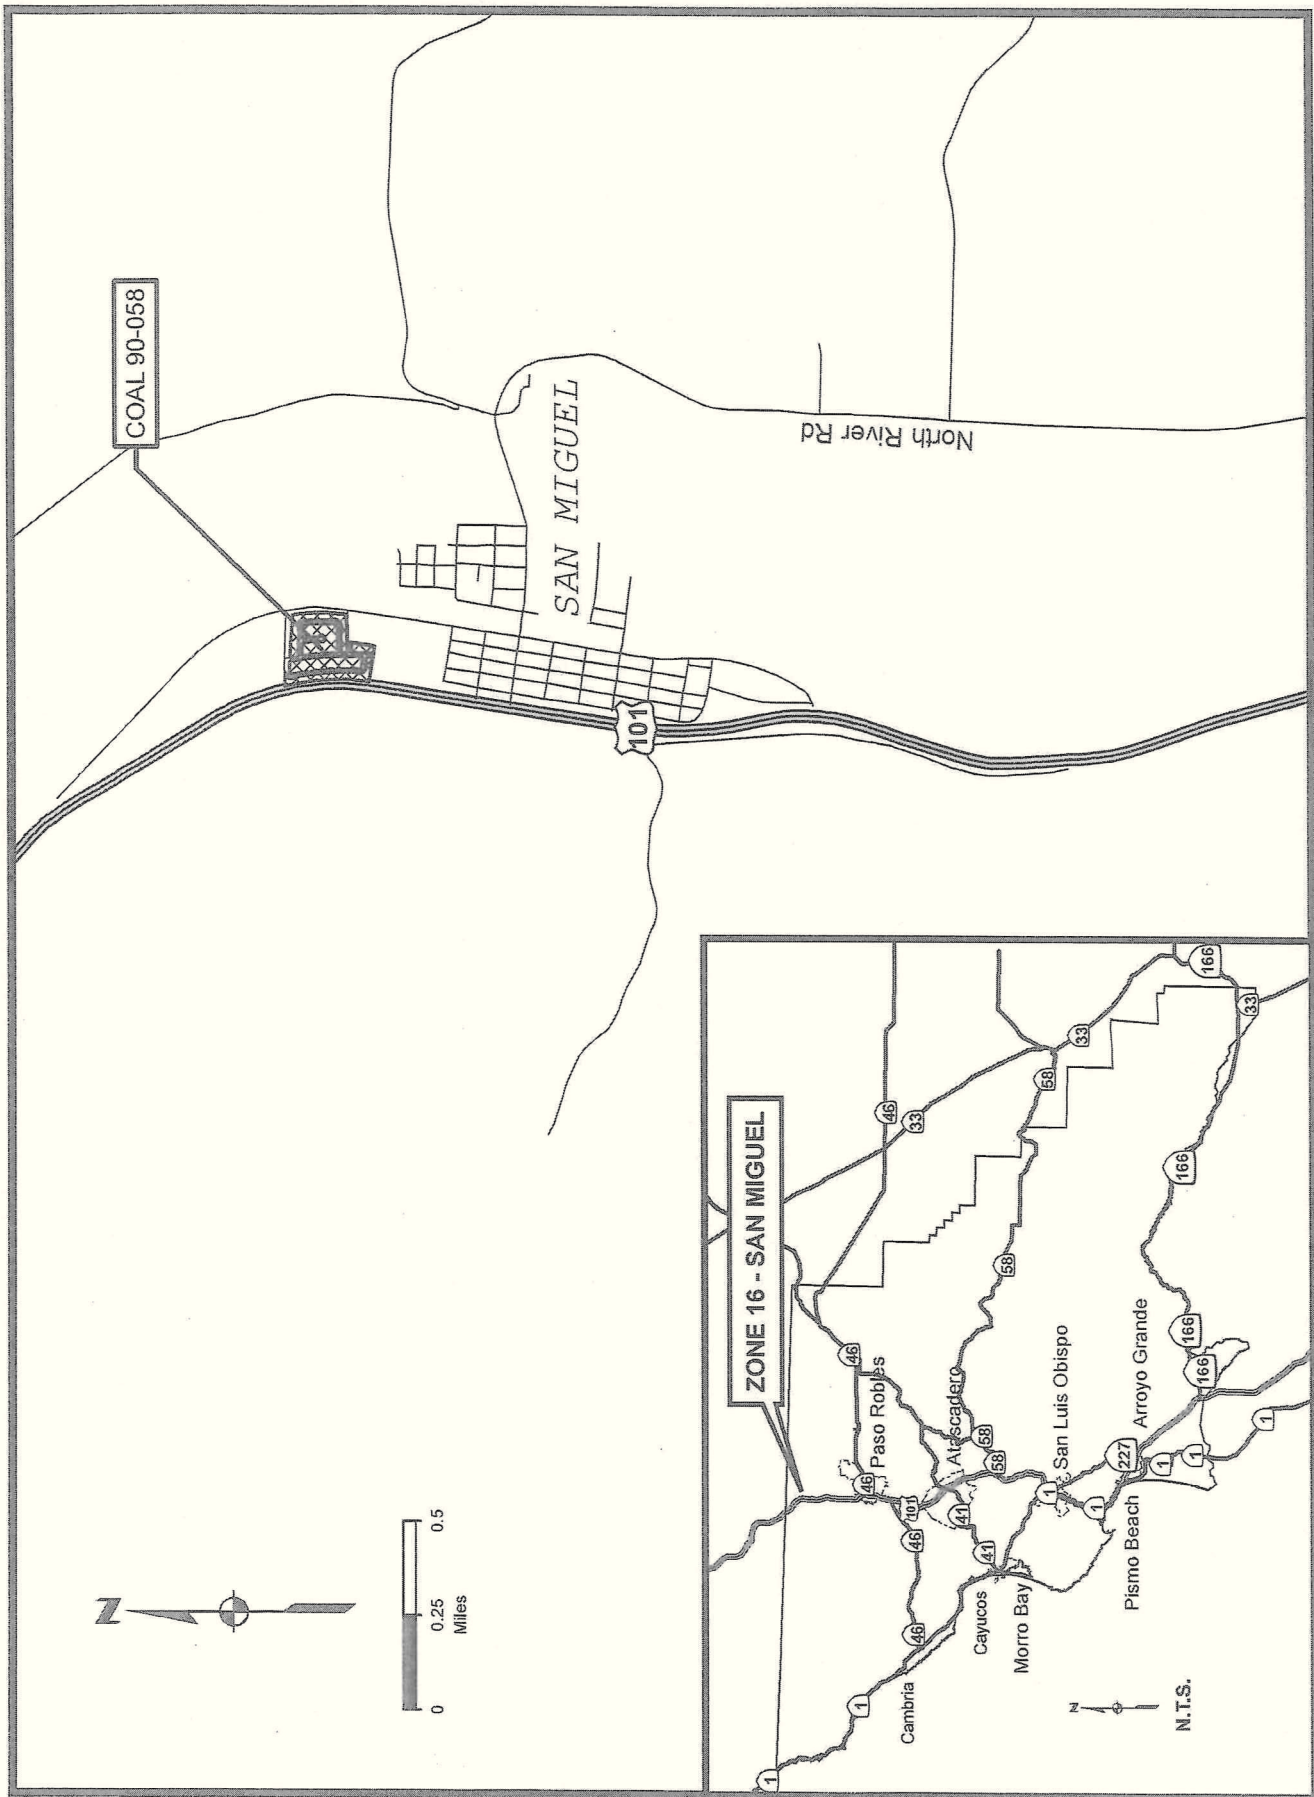 COAL 90-058
SAN MIGUEL
North River Rd
101
N
0
0.25
0.5
Miles
ZONE 16 - SAN MIGUEL
1
1
Cambria
46
46
46
46
46
101
Paso Robles
41
41
Atascadero
Cayucos
Morro Bay
58
58
58
58
33
33
33
1
San Luis Obispo
1
227
Pismo Beach
Arroyo Grande
1
1
1
166
166
166
166
N
N.T.S.